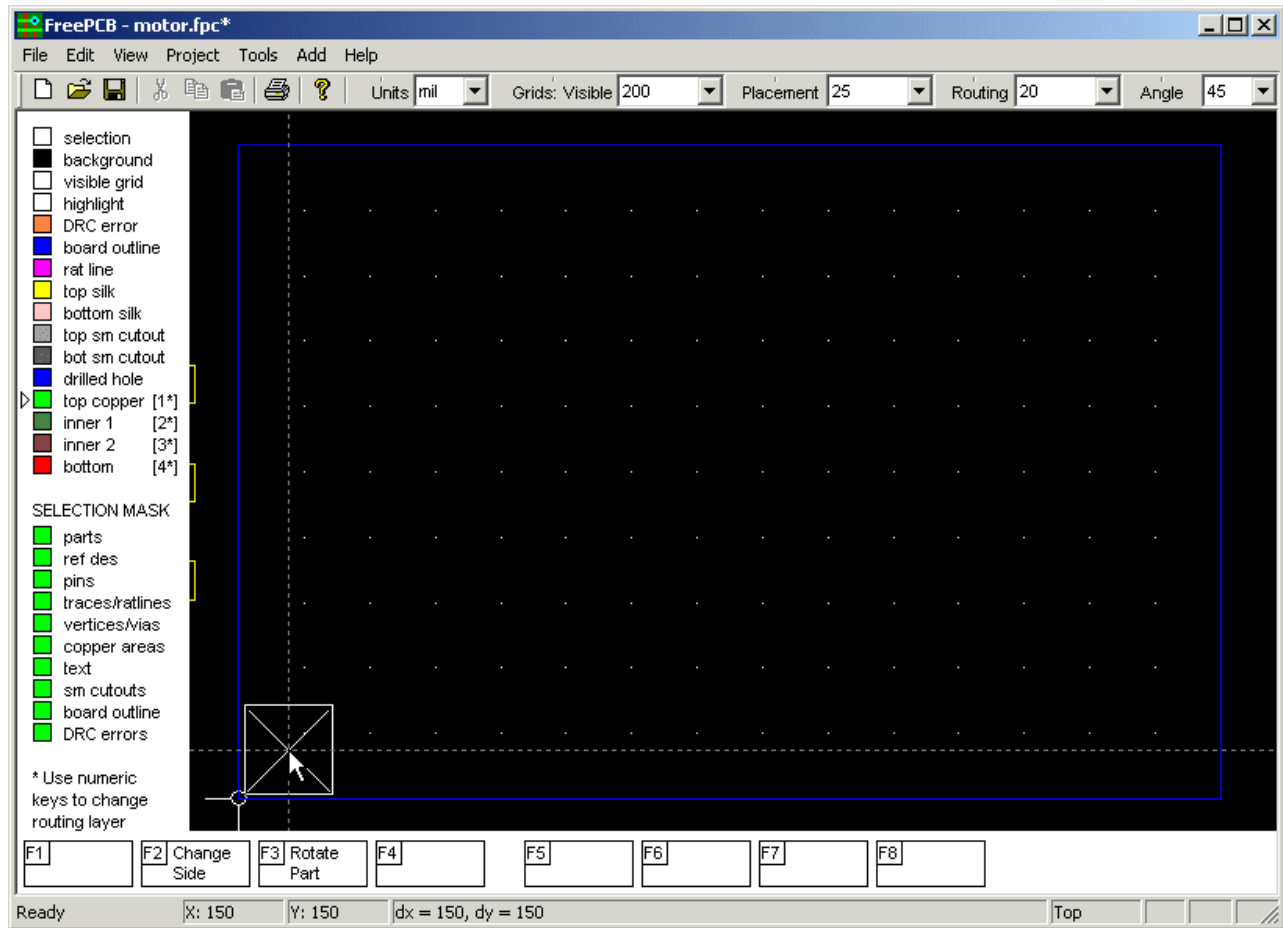 FreePCB - motor.fpc*
File Edit View Project Tools Add Help
Units mil Grids: Visible 200 Placement 25 Routing 20 Angle 45
selection
background
visible grid
highlight
DRC error
board outline
rat line
top silk
bottom silk
top sm cutout
bot sm cutout
drilled hole
top copper [1*]
inner 1 [2*]
inner 2 [3*]
bottom [4*]
SELECTION MASK
parts
ref des
pins
traces/ratlines
vertices/vias
copper areas
text
sm cutouts
board outline
DRC errors
* Use numeric
keys to change
routing layer
F1 F2 Change Side F3 Rotate Part F4 F5 F6 F7 F8
Ready X: 150 Y: 150 dx = 150, dy = 150 Top